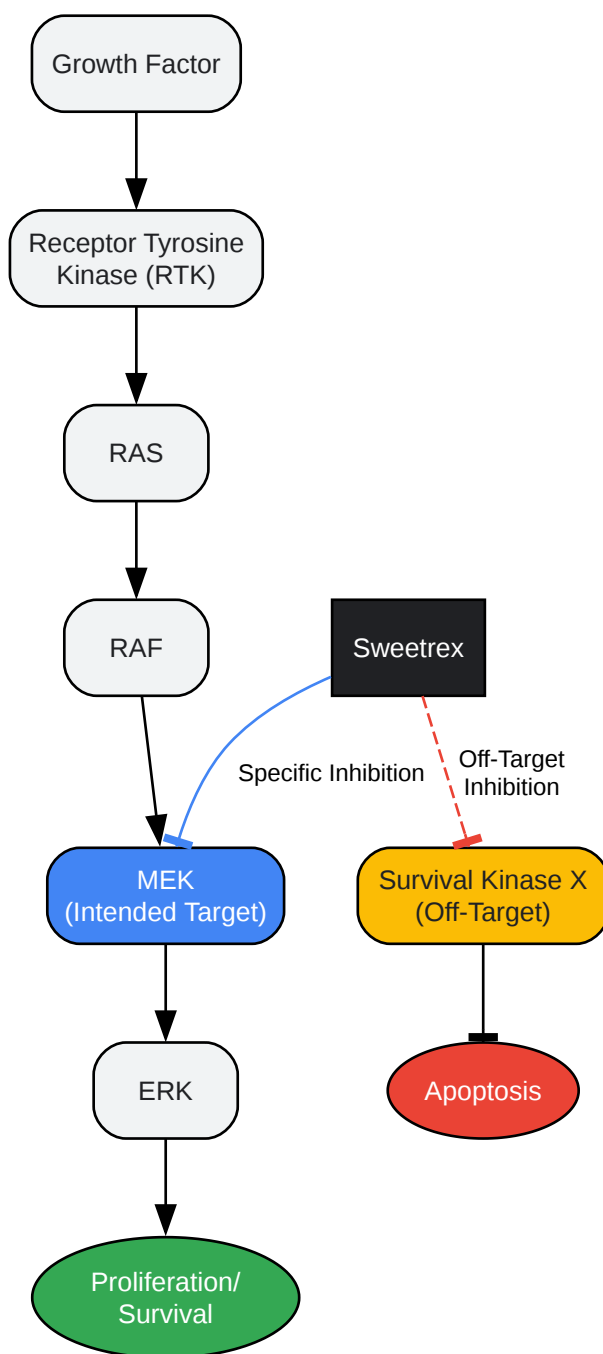 Growth Factor
Receptor Tyrosine
Kinase (RTK)
RAS
RAF
Sweetrex
Specific Inhibition
Off-Target
Inhibition
MEK
(Intended Target)
Survival Kinase X
(Off-Target)
ERK
Apoptosis
Proliferation/
Survival